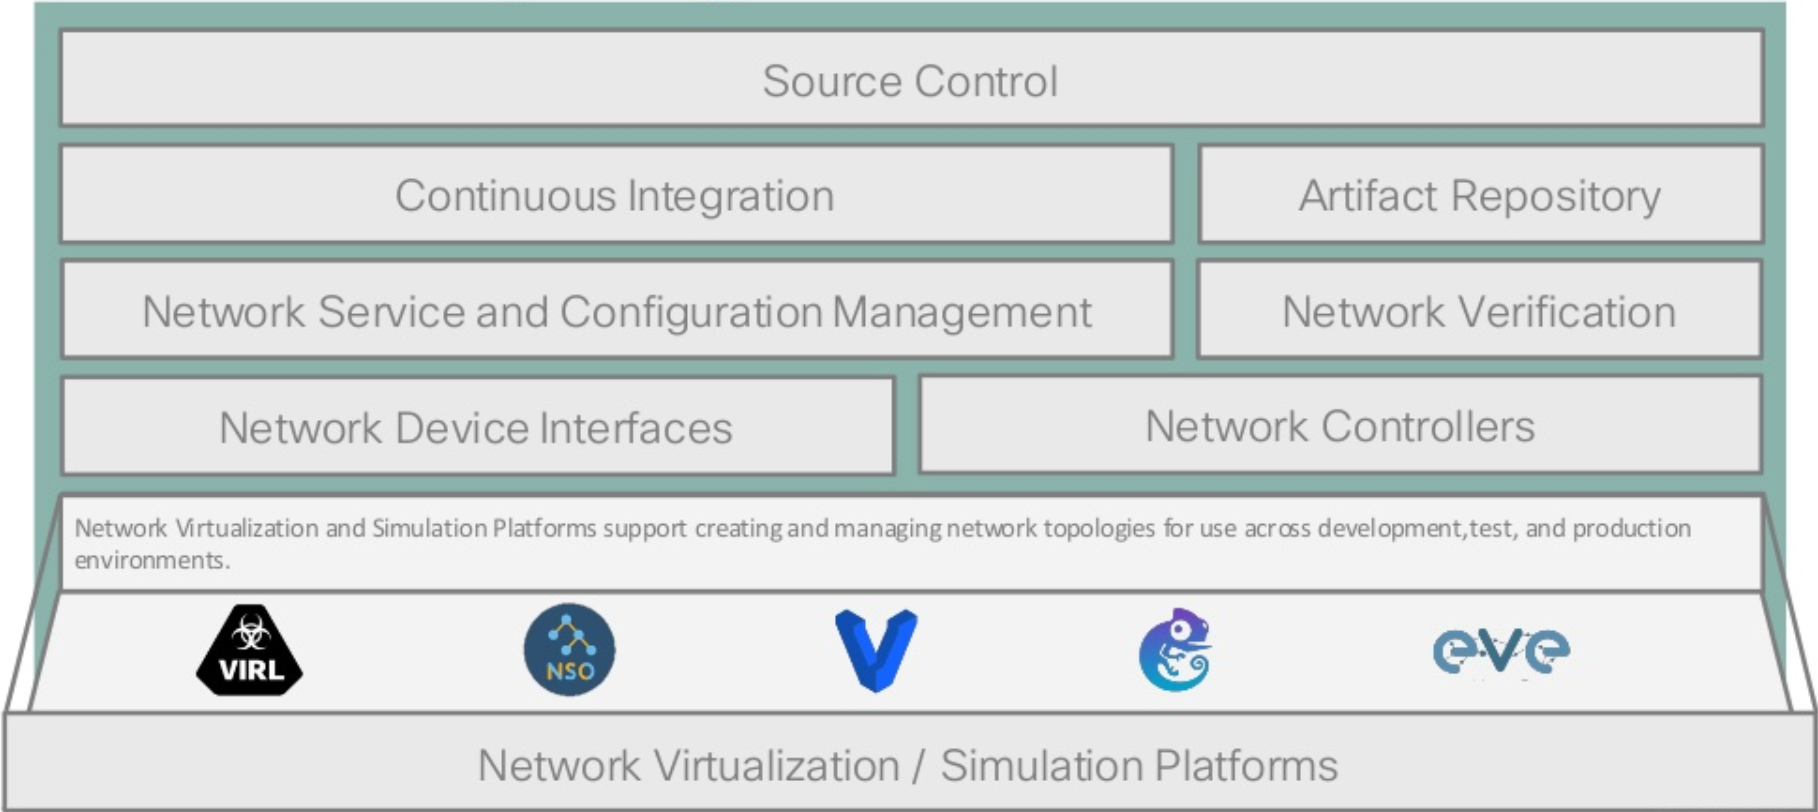 Source Control
Continuous Integration
Artifact Repository
Network Service and Configuration Management
Network Verification
Network Device Interfaces
Network Controllers
Network Virtualization and Simulation Platforms support creating and managing network topologies for use across development,test, and production
environments.
VIRL
NSO
eve
Network Virtualization / Simulation Platforms